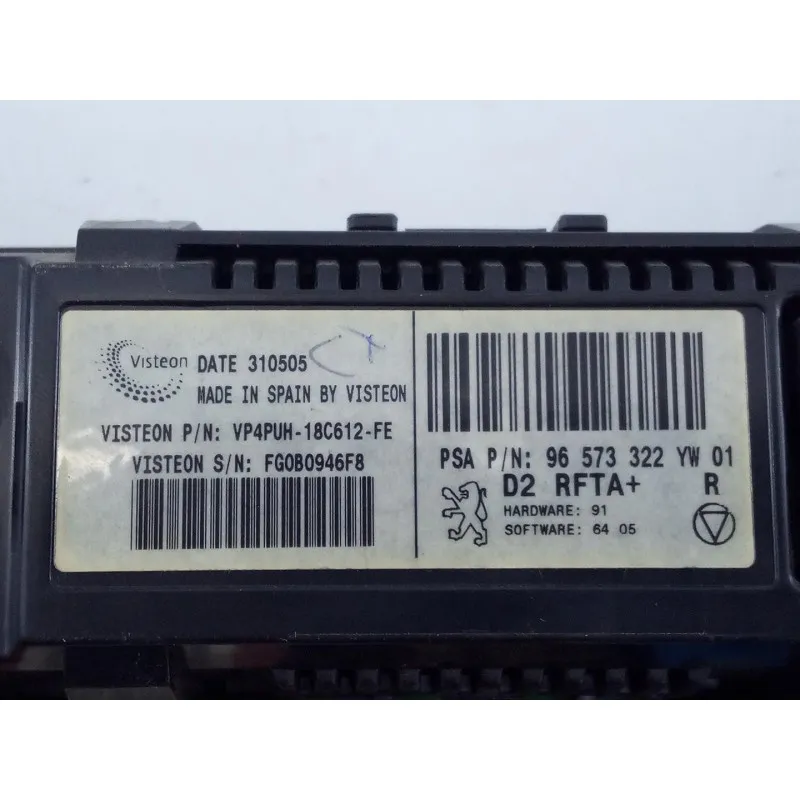 Visteon DATE 310505
MADE IN SPAIN BY VISTEON
VISTEON P/N: VP4PUH-18C612-FE
VISTEON S/N: FG0B0946F8
PSA P/N: 96 573 322 YW 01
D2 RFTA+ R
HARDWARE: 91
SOFTWARE: 64 05